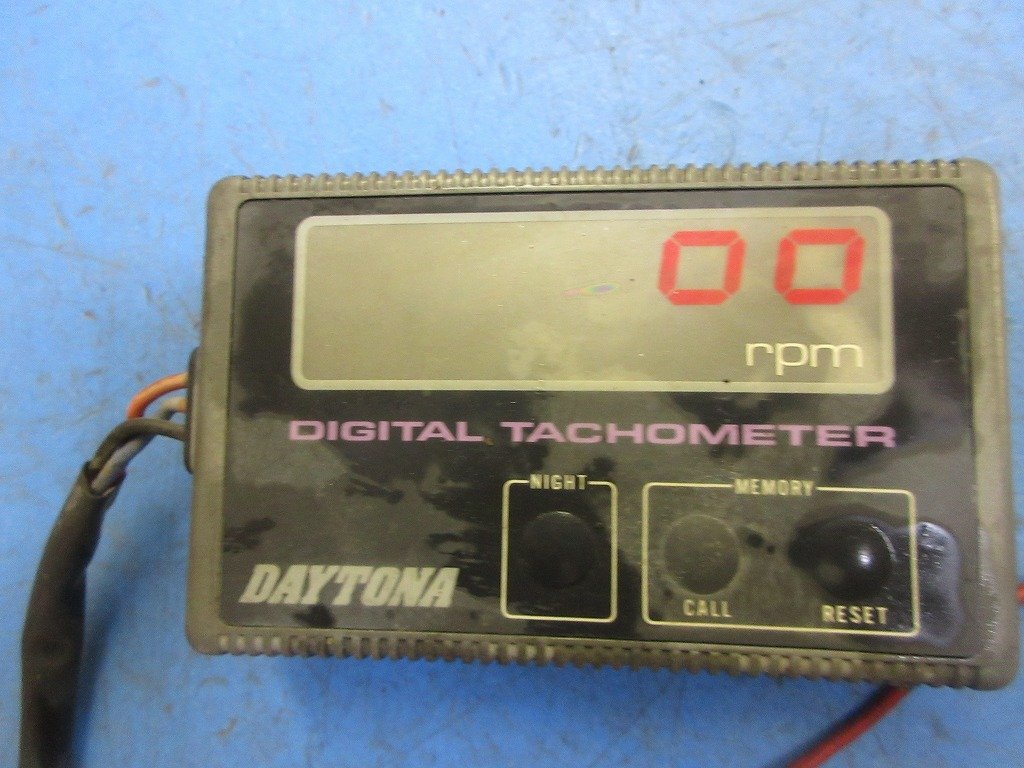 00
rpm
DIGITAL TACHOMETER
NIGHT
MEMORY
DAYTONA
CALL
RESET